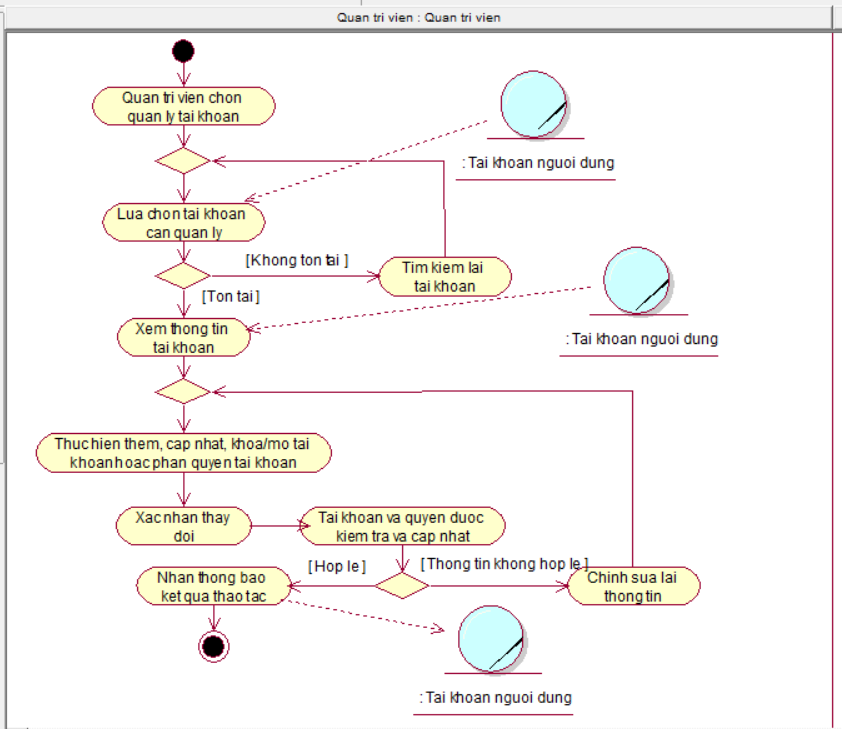 Quan tri vien : Quan tri vien
Quan tri vien chon
quan ly tai khoan
: Tai khoan nguoi dung
Lua chon tai khoan
can quan ly
[Khong ton tai ]
Tim kiem lai
tai khoan
[Ton tai]
Xem thong tin
tai khoan
: Tai khoan nguoi dung
Thuc hien them, cap nhat, khoa/mo tai
khoan hoac phan quyen tai khoan
Xac nhan thay
doi
Tai khoan va quyen duoc
kiem tra va cap nhat
[Hop le]
[Thong tin khong hop le]
Nhan thong bao
ket qua thao tac
Chinh sua lai
thong tin
: Tai khoan nguoi dung